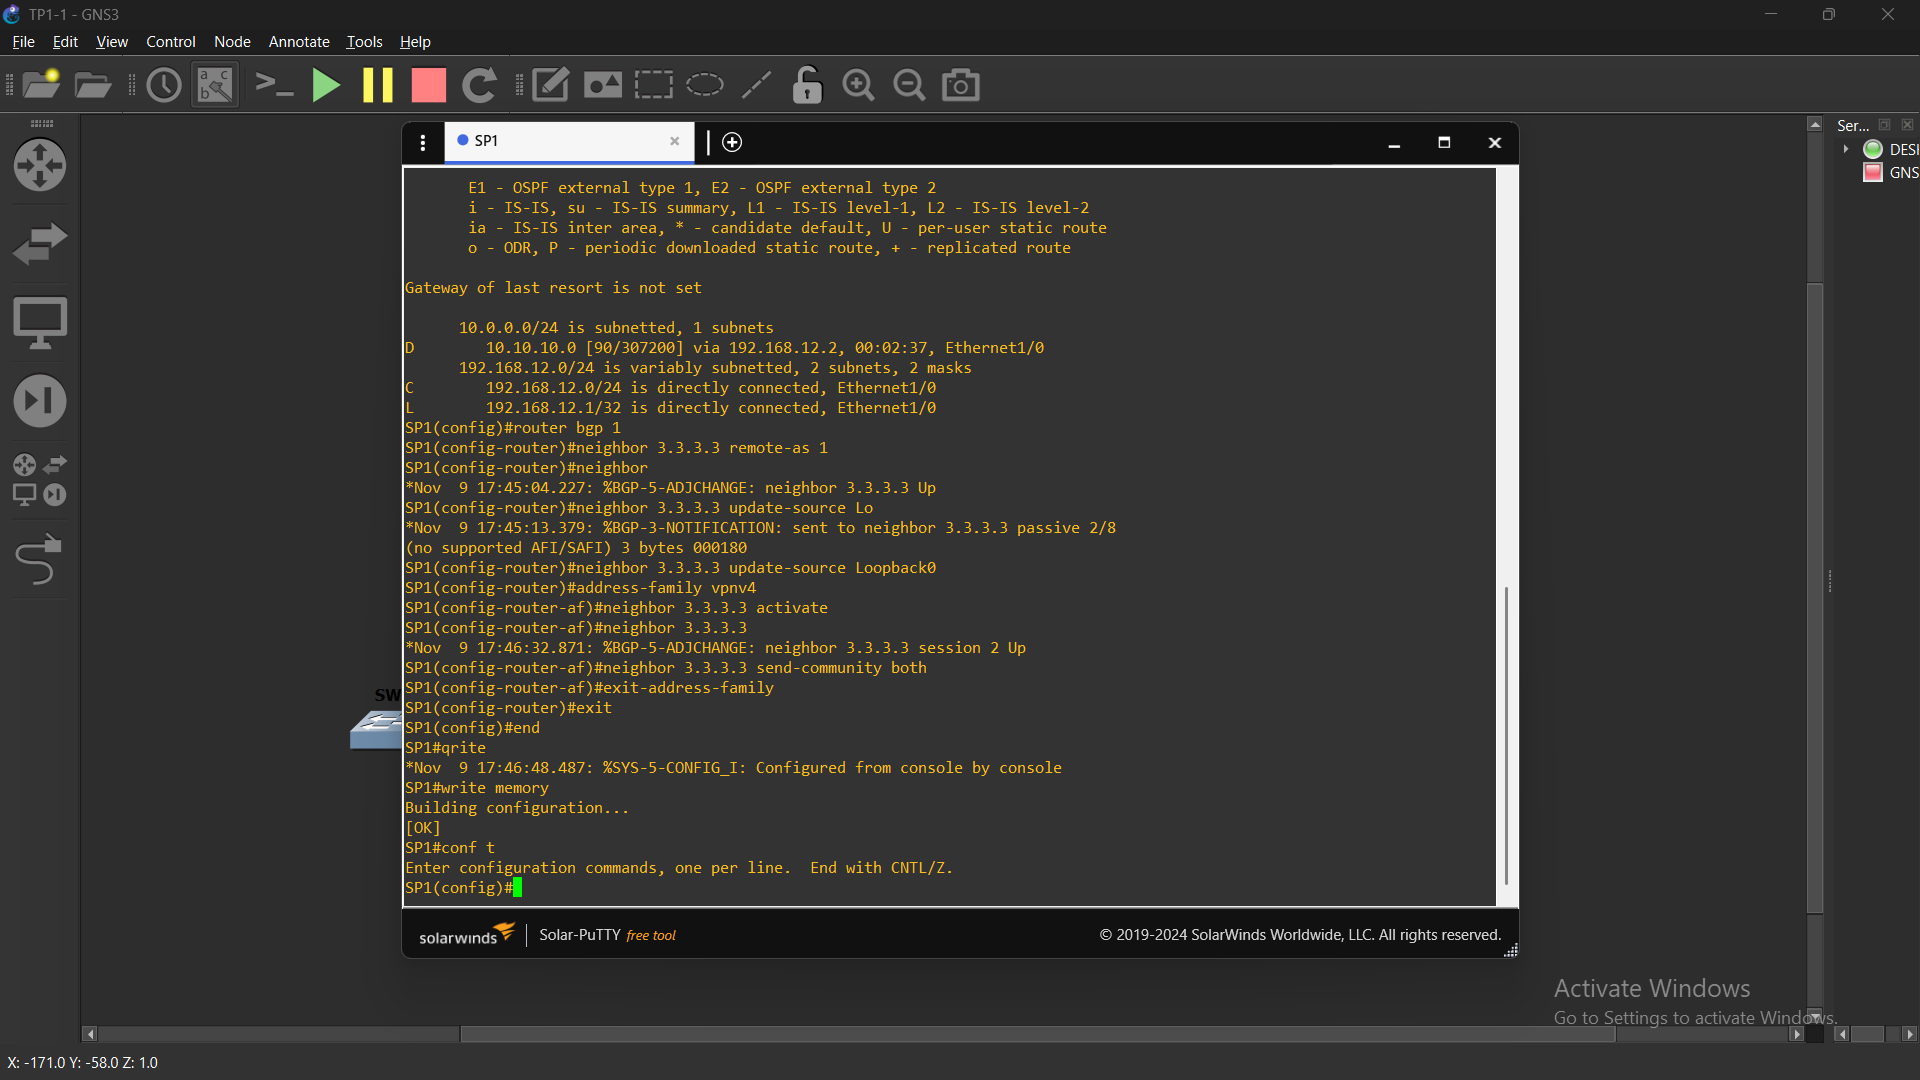 TP1-1 - GNS3
File Edit View Control Node Annotate Tools Help
SP1
Ser...
DESI
GNS
E1 - OSPF external type 1, E2 - OSPF external type 2
i - IS-IS, su - IS-IS summary, L1 - IS-IS level-1, L2 - IS-IS level-2
ia - IS-IS inter area, * - candidate default, U - per-user static route
o - ODR, P - periodic downloaded static route, + - replicated route
Gateway of last resort is not set
10.0.0.0/24 is subnetted, 1 subnets
D 10.10.10.0 [90/307200] via 192.168.12.2, 00:02:37, Ethernet1/0
192.168.12.0/24 is variably subnetted, 2 subnets, 2 masks
C 192.168.12.0/24 is directly connected, Ethernet1/0
L 192.168.12.1/32 is directly connected, Ethernet1/0
SP1(config)#router bgp 1
SP1(config-router)#neighbor 3.3.3.3 remote-as 1
SP1(config-router)#neighbor
*Nov 9 17:45:04.227: %BGP-5-ADJCHANGE: neighbor 3.3.3.3 Up
SP1(config-router)#neighbor 3.3.3.3 update-source Lo
*Nov 9 17:45:13.379: %BGP-3-NOTIFICATION: sent to neighbor 3.3.3.3 passive 2/8
(no supported AFI/SAFI) 3 bytes 000180
SP1(config-router)#neighbor 3.3.3.3 update-source Loopback0
SP1(config-router)#address-family vpnv4
SP1(config-router-af)#neighbor 3.3.3.3 activate
SP1(config-router-af)#neighbor 3.3.3.3
*Nov 9 17:46:32.871: %BGP-5-ADJCHANGE: neighbor 3.3.3.3 session 2 Up
SP1(config-router-af)#neighbor 3.3.3.3 send-community both
SP1(config-router-af)#exit-address-family
SP1(config-router)#exit
SP1(config)#end
SP1#qrite
*Nov 9 17:46:48.487: %SYS-5-CONFIG_I: Configured from console by console
SP1#write memory
Building configuration...
[OK]
SP1#conf t
Enter configuration commands, one per line. End with CNTL/Z.
SP1(config)#
SW
solarwinds Solar-PuTTY free tool © 2019-2024 SolarWinds Worldwide, LLC. All rights reserved.
Activate Windows
Go to Settings to activate Windows.
X: -171.0 Y: -58.0 Z: 1.0